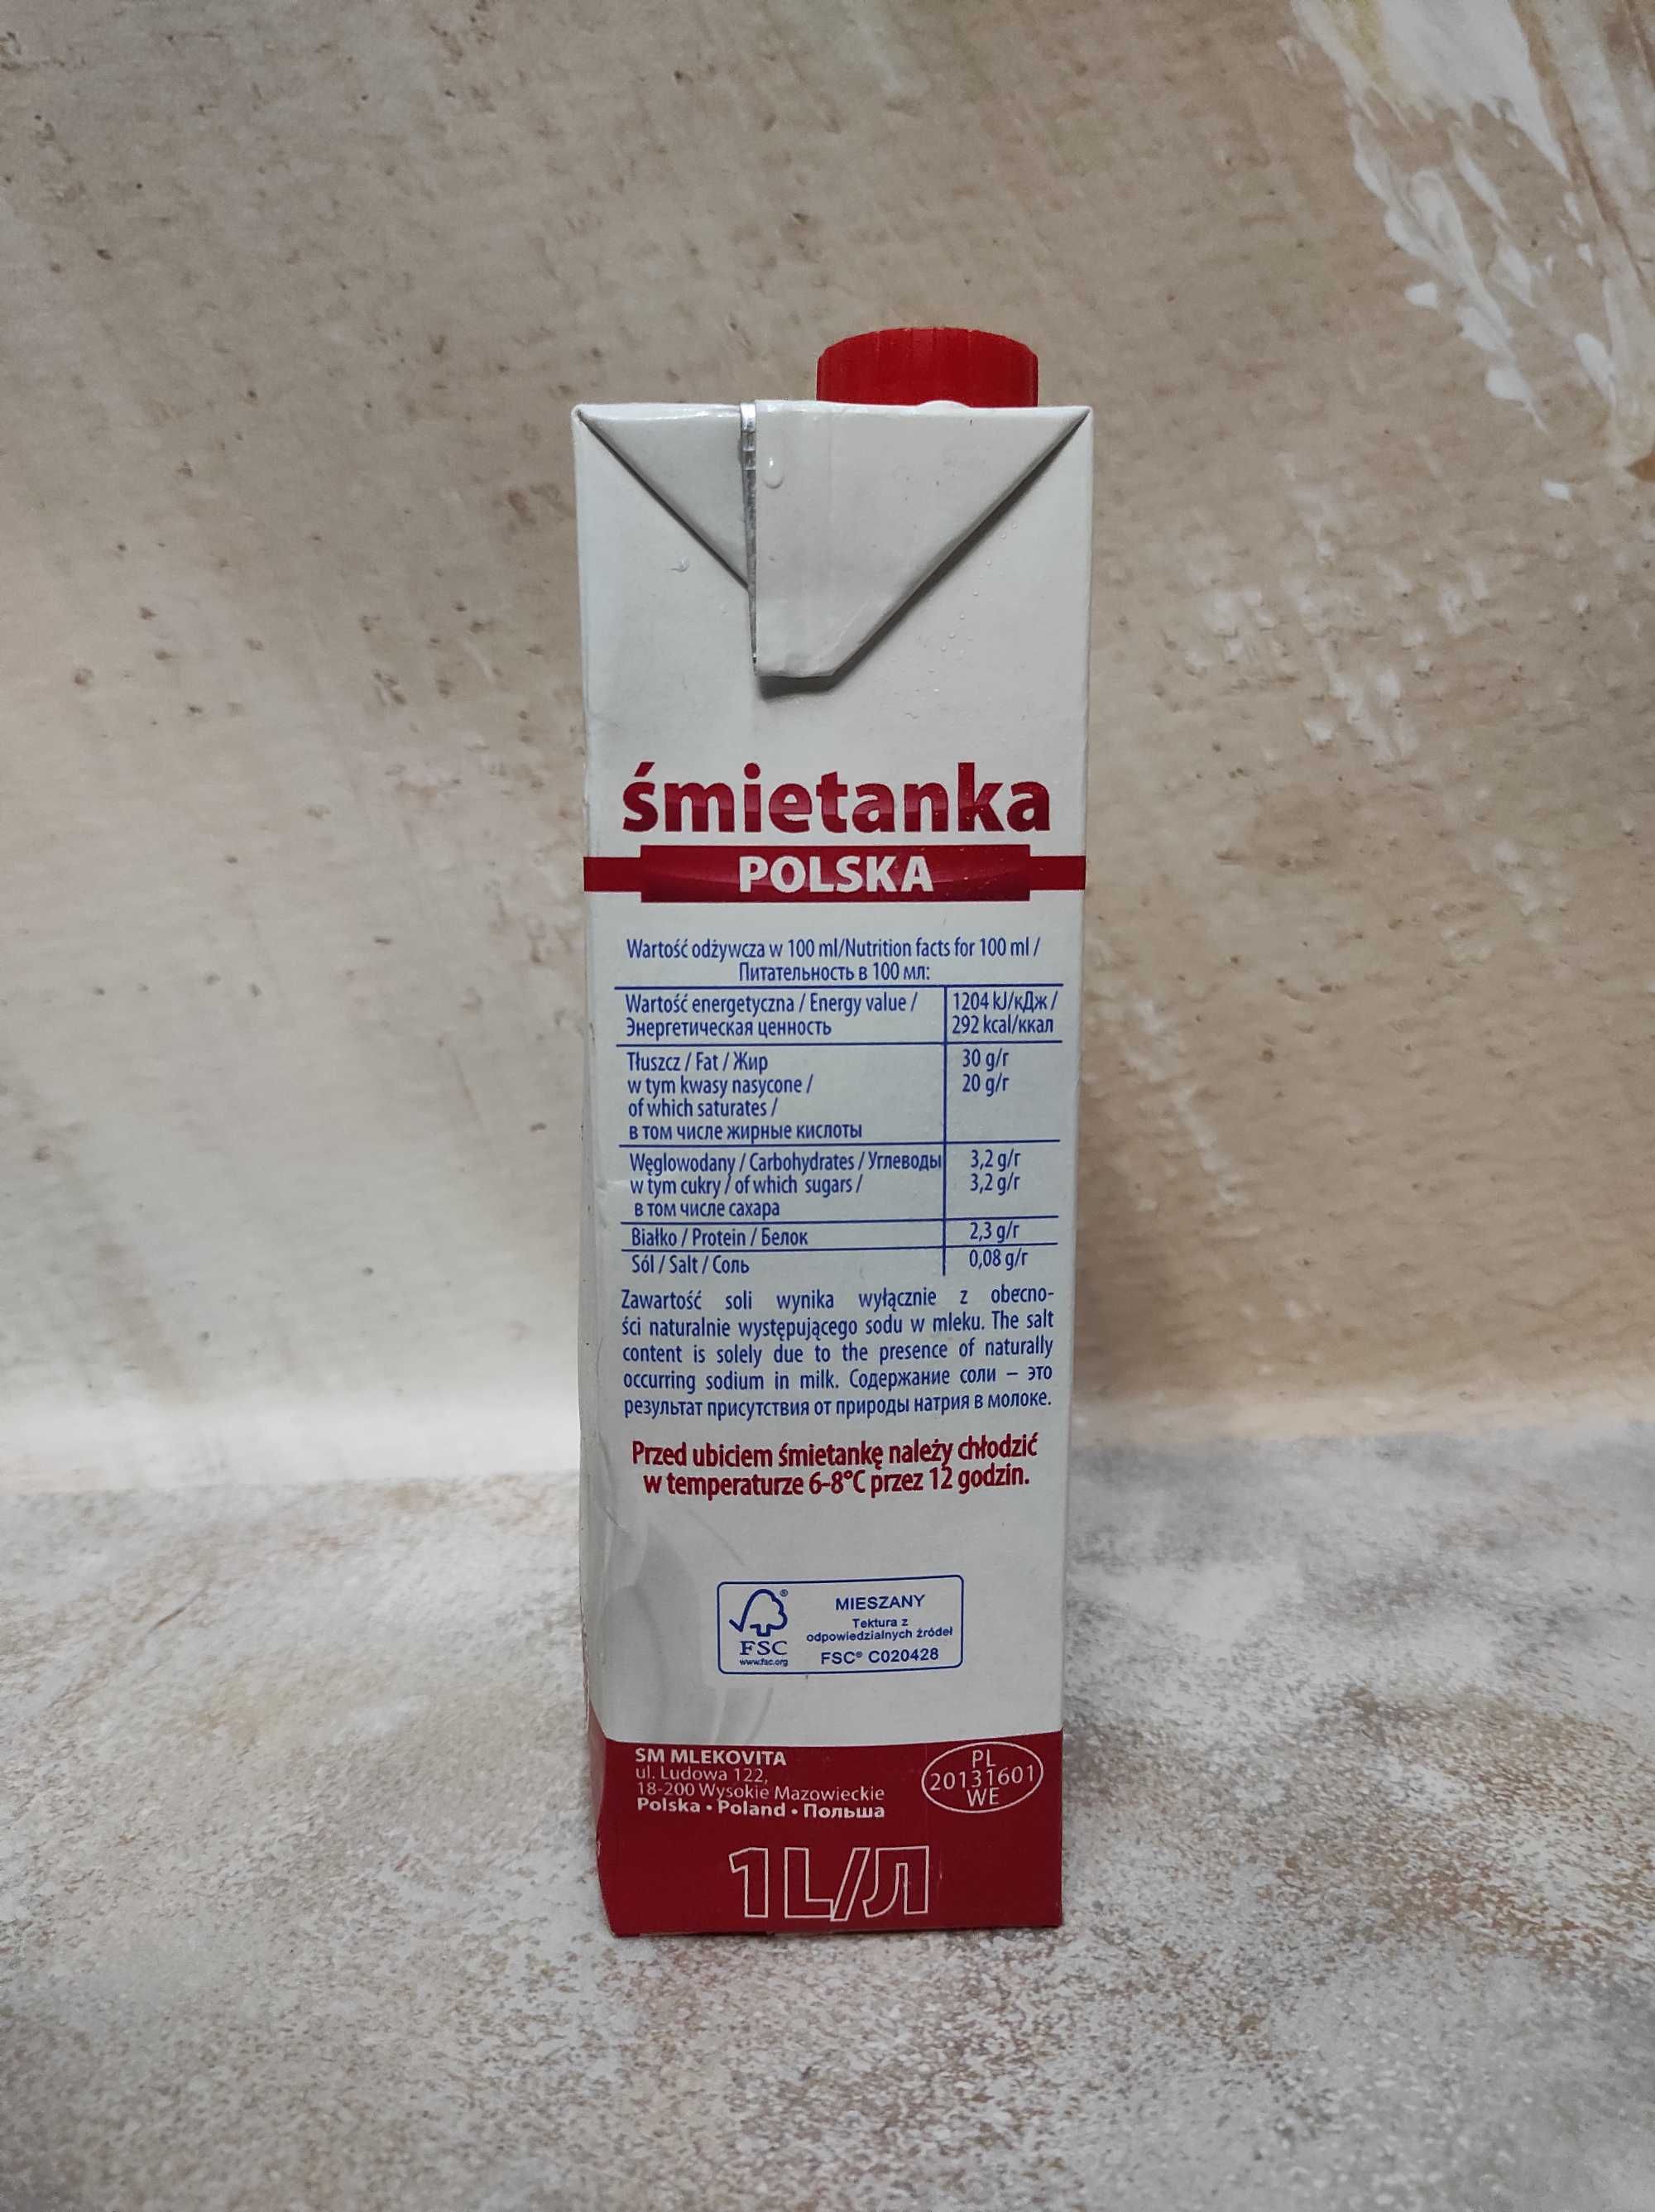 śmietanka
POLSKA
Wartość odżywcza w 100 ml/Nutrition facts for 100 ml /
Питательность в 100 мл:
Wartość energetyczna / Energy value / 1204 kJ/кДж /
Энергетическая ценность 292 kcal/ккал
Tłuszcz / Fat / Жир 30 g/г
w tym kwasy nasycone / 20 g/г
of which saturates /
в том числе жирные кислоты
Węglowodany / Carbohydrates / Углеводы 3,2 g/г
w tym cukry / of which sugars / 3,2 g/г
в том числе сахара
Białko / Protein / Белок 2,3 g/г
Sól / Salt / Соль 0,08 g/г
Zawartość soli wynika wyłącznie z obecno-
ści naturalnie występującego sodu w mleku. The salt
content is solely due to the presence of naturally
occurring sodium in milk. Содержание соли – это
результат присутствия от природы натрия в молоке.
Przed ubiciem śmietankę należy chłodzić
w temperaturze 6-8°C przez 12 godzin.
FSC
www.fsc.org
MIESZANY
Tektura z
odpowiedzialnych źródeł
FSC® C020428
SM MLEKOVITA
ul. Ludowa 122,
18-200 Wysokie Mazowieckie
Polska • Poland • Польша
PL
20131601
WE
1L/Л